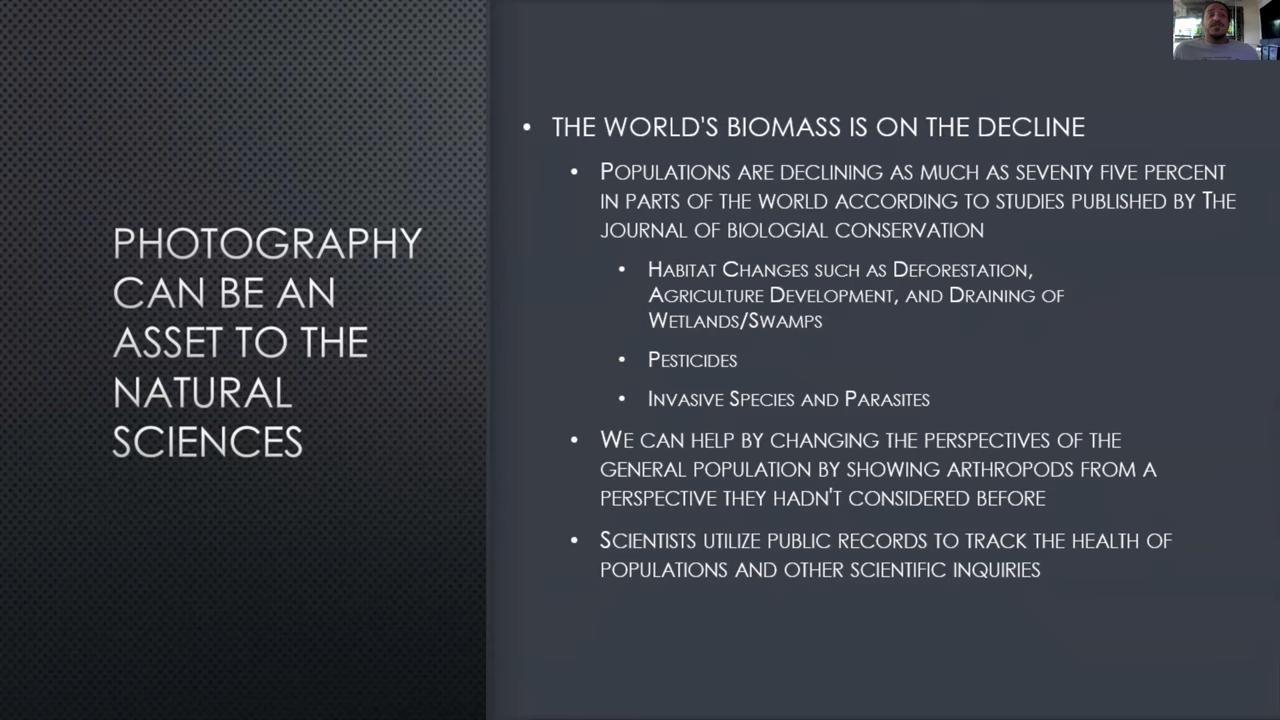 PHOTOGRAPHY
CAN BE AN
ASSET TO THE
NATURAL
SCIENCES
• THE WORLD'S BIOMASS IS ON THE DECLINE
• POPULATIONS ARE DECLINING AS MUCH AS SEVENTY FIVE PERCENT
IN PARTS OF THE WORLD ACCORDING TO STUDIES PUBLISHED BY THE
JOURNAL OF BIOLOGIAL CONSERVATION
• HABITAT CHANGES SUCH AS DEFORESTATION,
AGRICULTURE DEVELOPMENT, AND DRAINING OF
WETLANDS/SWAMPS
• PESTICIDES
• INVASIVE SPECIES AND PARASITES
• WE CAN HELP BY CHANGING THE PERSPECTIVES OF THE
GENERAL POPULATION BY SHOWING ARTHROPODS FROM A
PERSPECTIVE THEY HADN'T CONSIDERED BEFORE
• SCIENTISTS UTILIZE PUBLIC RECORDS TO TRACK THE HEALTH OF
POPULATIONS AND OTHER SCIENTIFIC INQUIRIES